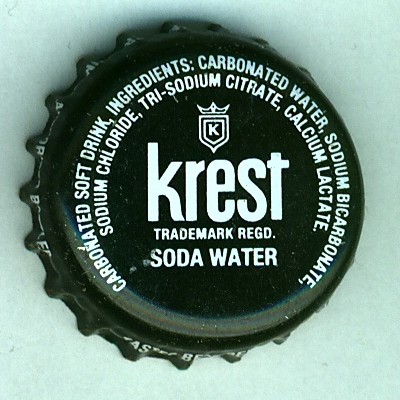 CARBONATED SOFT DRINK, INGREDIENTS: CARBONATED WATER, SODIUM BICARBONATE,
SODIUM CHLORIDE, TRI-SODIUM CITRATE, CALCIUM LACTATE.
K
krest
TRADEMARK REGD.
SODA WATER